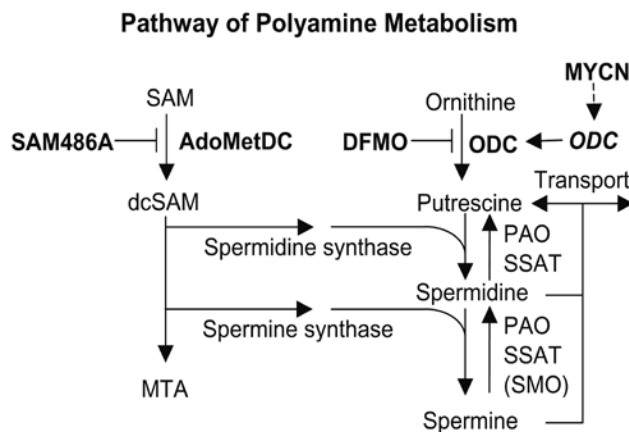 Pathway of Polyamine Metabolism
MYCN
SAM
Ornithine
SAM486A
AdoMetDC
DFMO
ODC
ODC
Transport
dcSAM
Putrescine
Spermidine synthase
PAO
SSAT
Spermidine
Spermine synthase
PAO
SSAT
(SMO)
MTA
Spermine